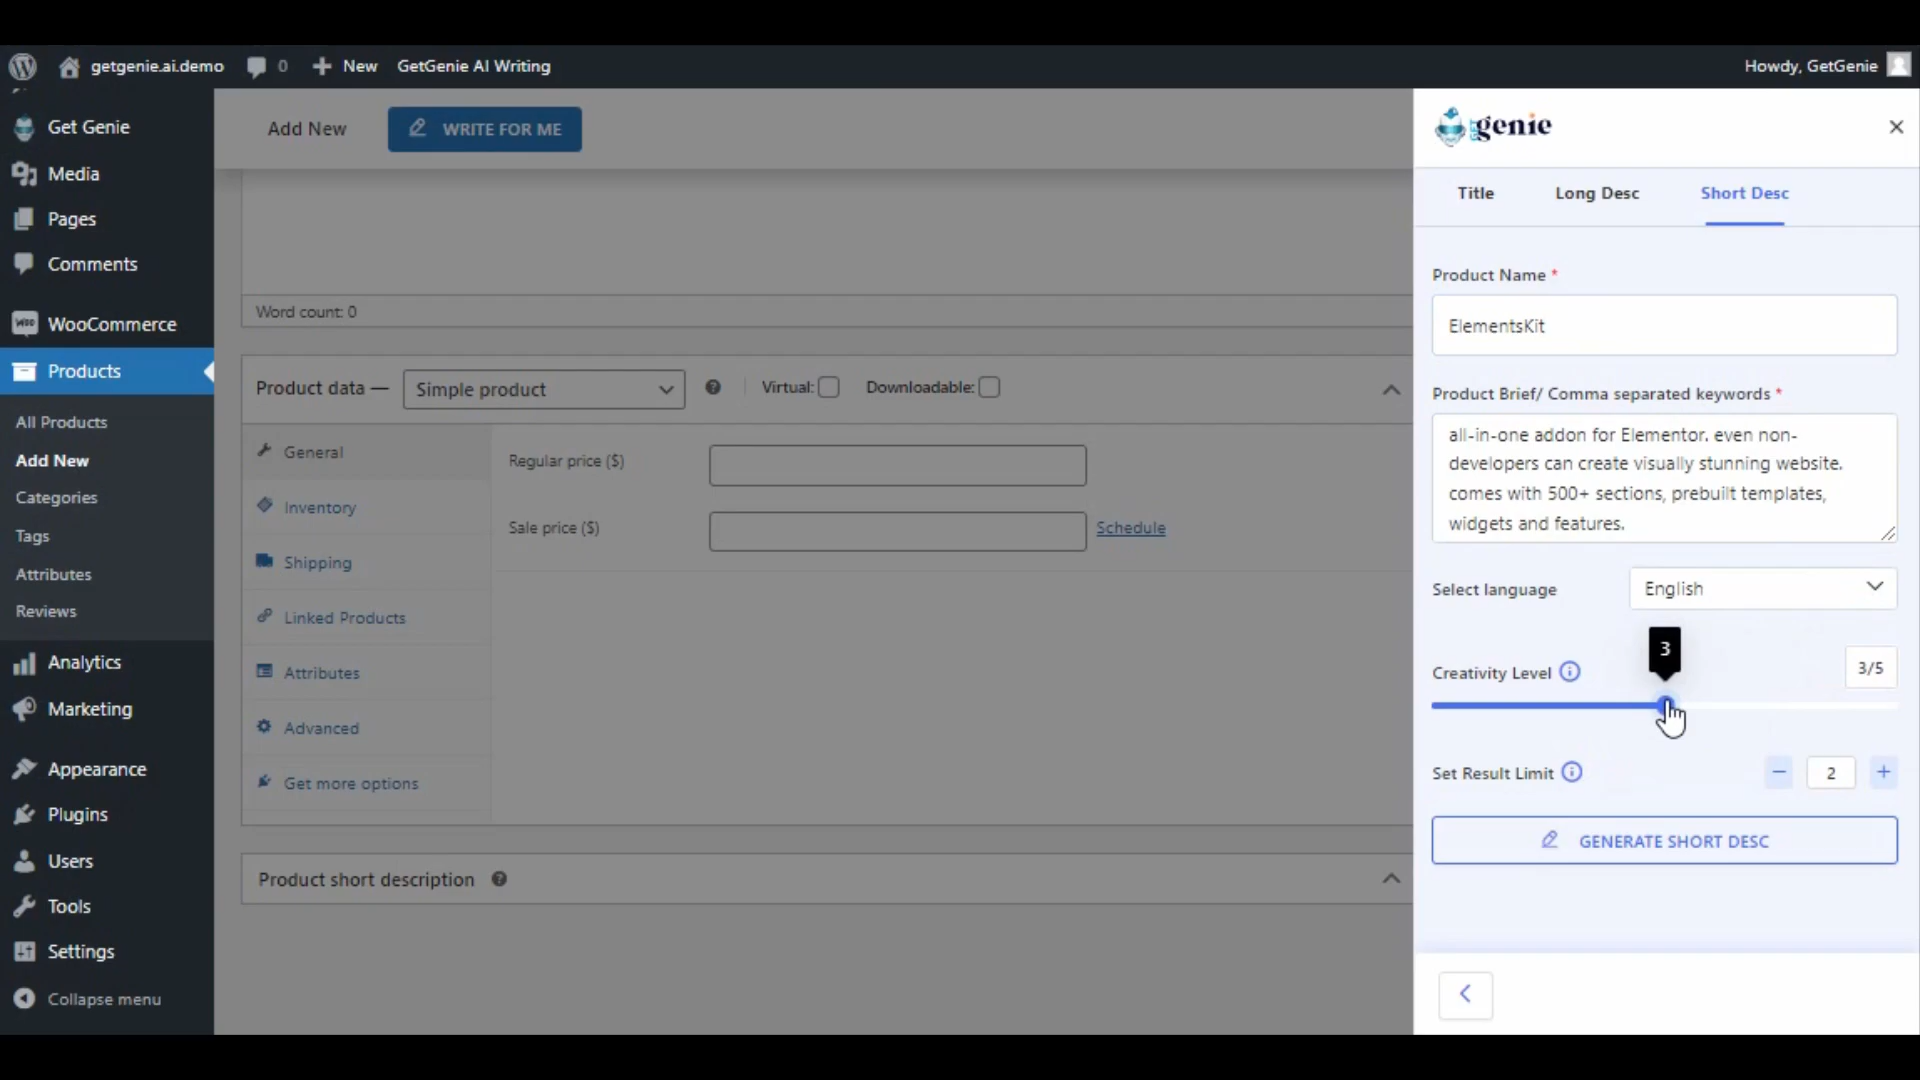 getgenie.ai.demo 0 New GetGenie AI Writing Howdy, GetGenie
Get Genie
Media
Pages
Comments
WooCommerce
Products
All Products
Add New
Categories
Tags
Attributes
Reviews
Analytics
Marketing
Appearance
Plugins
Users
Tools
Settings
Collapse menu
Add New WRITE FOR ME
Word count: 0
Product data — Simple product Virtual: Downloadable:
General
Inventory
Shipping
Linked Products
Attributes
Advanced
Get more options
Regular price ($)
Sale price ($) Schedule
Product short description
GET genie
Title Long Desc Short Desc
Product Name *
ElementsKit
Product Brief/ Comma separated keywords *
all-in-one addon for Elementor. even non-
developers can create visually stunning website.
comes with 500+ sections, prebuilt templates,
widgets and features.
Select language English
3
Creativity Level 3/5
Set Result Limit 2
GENERATE SHORT DESC